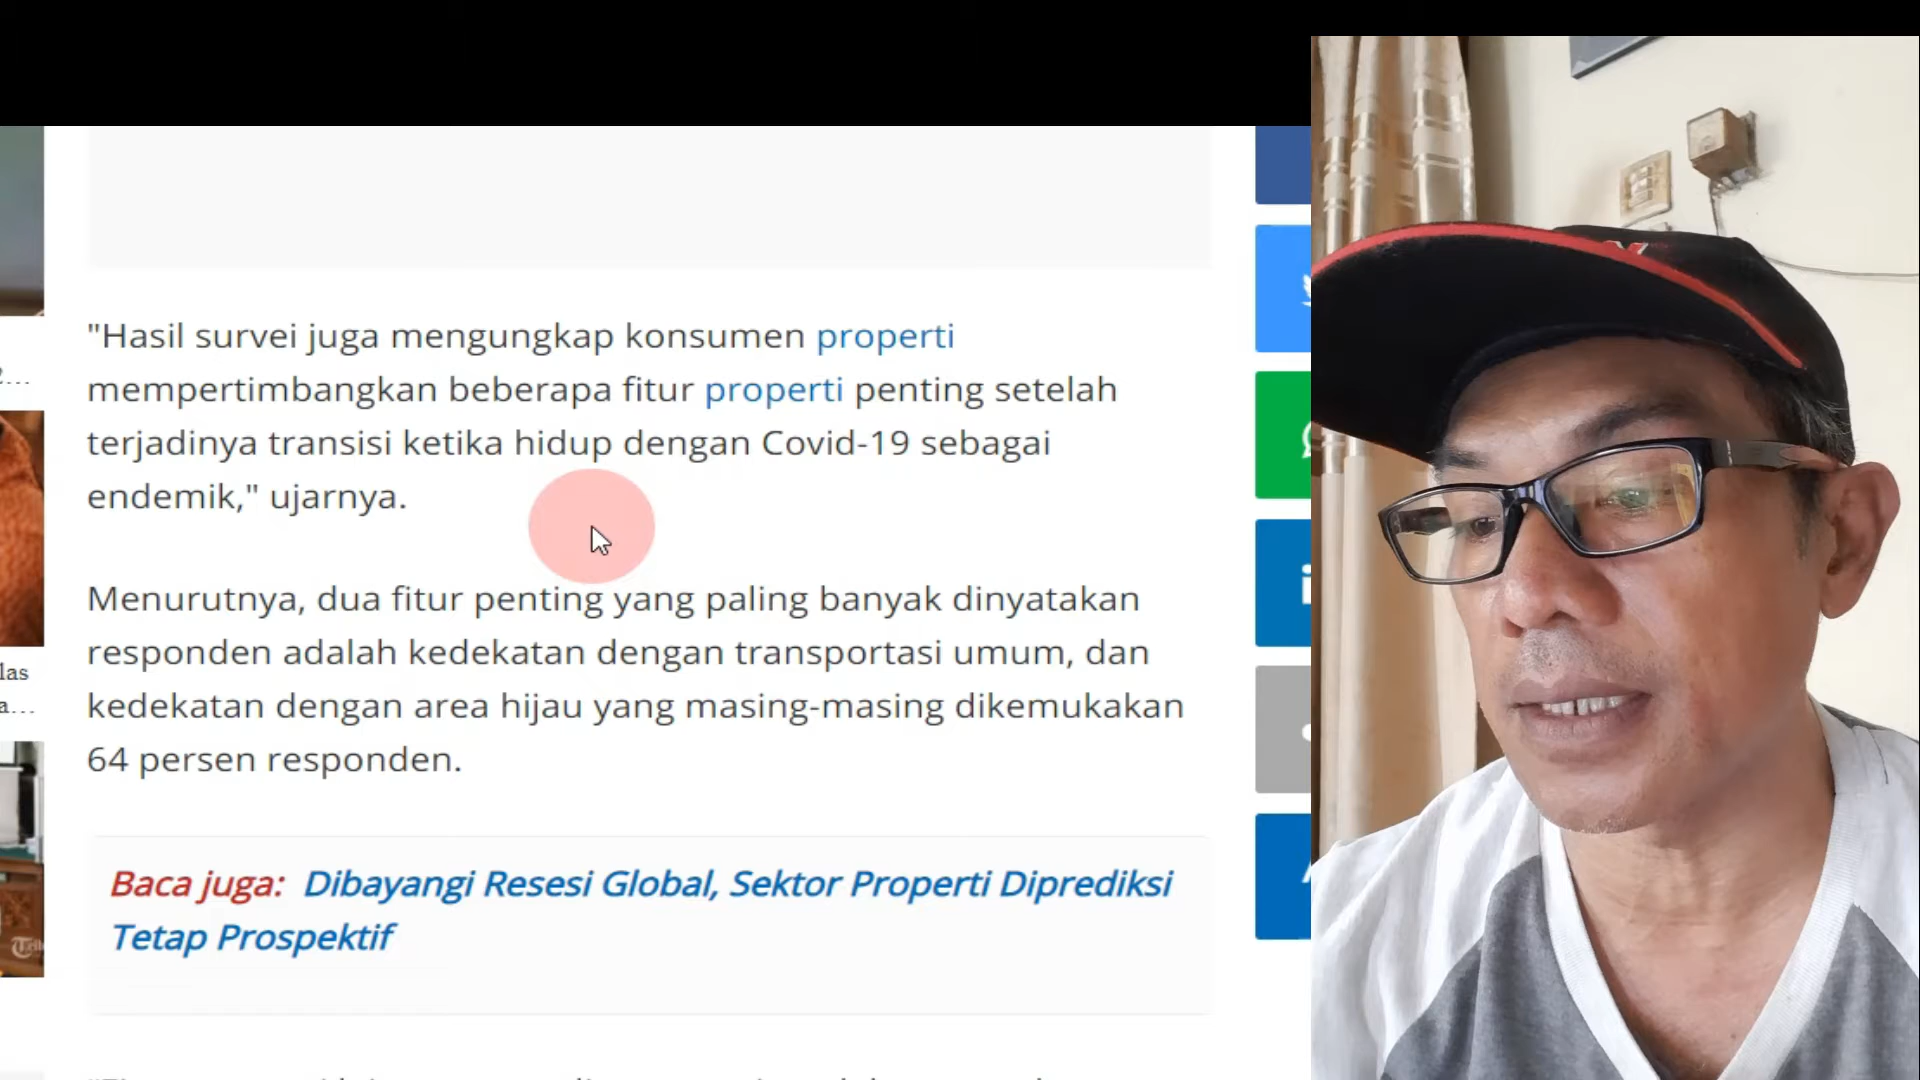 "Hasil survei juga mengungkap konsumen properti
mempertimbangkan beberapa fitur properti penting setelah
terjadinya transisi ketika hidup dengan Covid-19 sebagai
endemik," ujarnya.
Menurutnya, dua fitur penting yang paling banyak dinyatakan
responden adalah kedekatan dengan transportasi umum, dan
kedekatan dengan area hijau yang masing-masing dikemukakan
64 persen responden.
Baca juga: Dibayangi Resesi Global, Sektor Properti Diprediksi
Tetap Prospektif